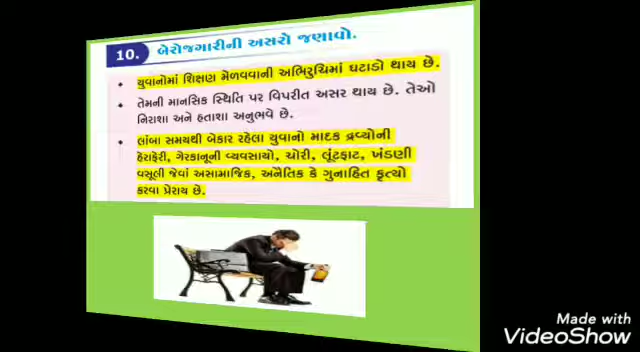 10. બેરોજગારીની અસરો જણાવો.
• યુવાનોમાં શિક્ષણ મેળવવાની અભિરુચિમાં ઘટાડો થાય છે.
• તેમની માનસિક સ્થિતિ પર વિપરીત અસર થાય છે. તેઓ
નિરાશા અને હતાશા અનુભવે છે.
• લાંબા સમયથી બેકાર રહેલા યુવાનો માદક દ્રવ્યોની
હેરાફેરી, ગેરકાનૂની વ્યવસાયો, ચોરી, લૂંટફાટ, ખંડણી
વસૂલી જેવાં અસામાજિક, અનૈતિક કે ગુનાહિત કૃત્યો
કરવા પ્રેરાય છે.
Made with
VideoShow